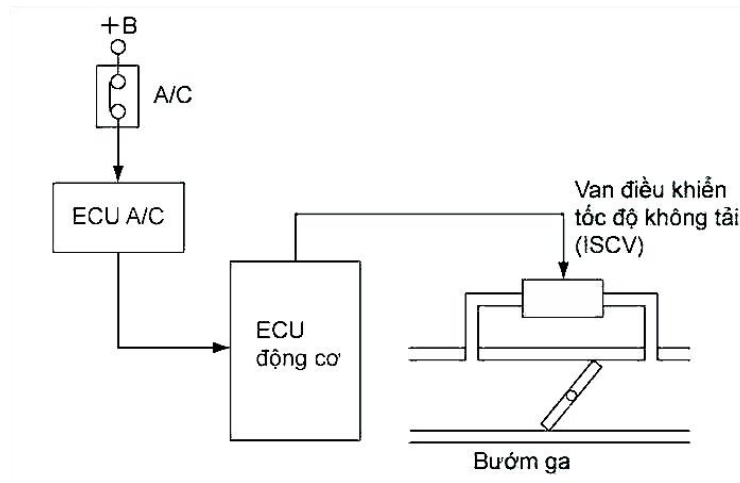 +B
A/C
ECU A/C
Van điều khiển
tốc độ không tải
(ISCV)
ECU
động cơ
Bướm ga